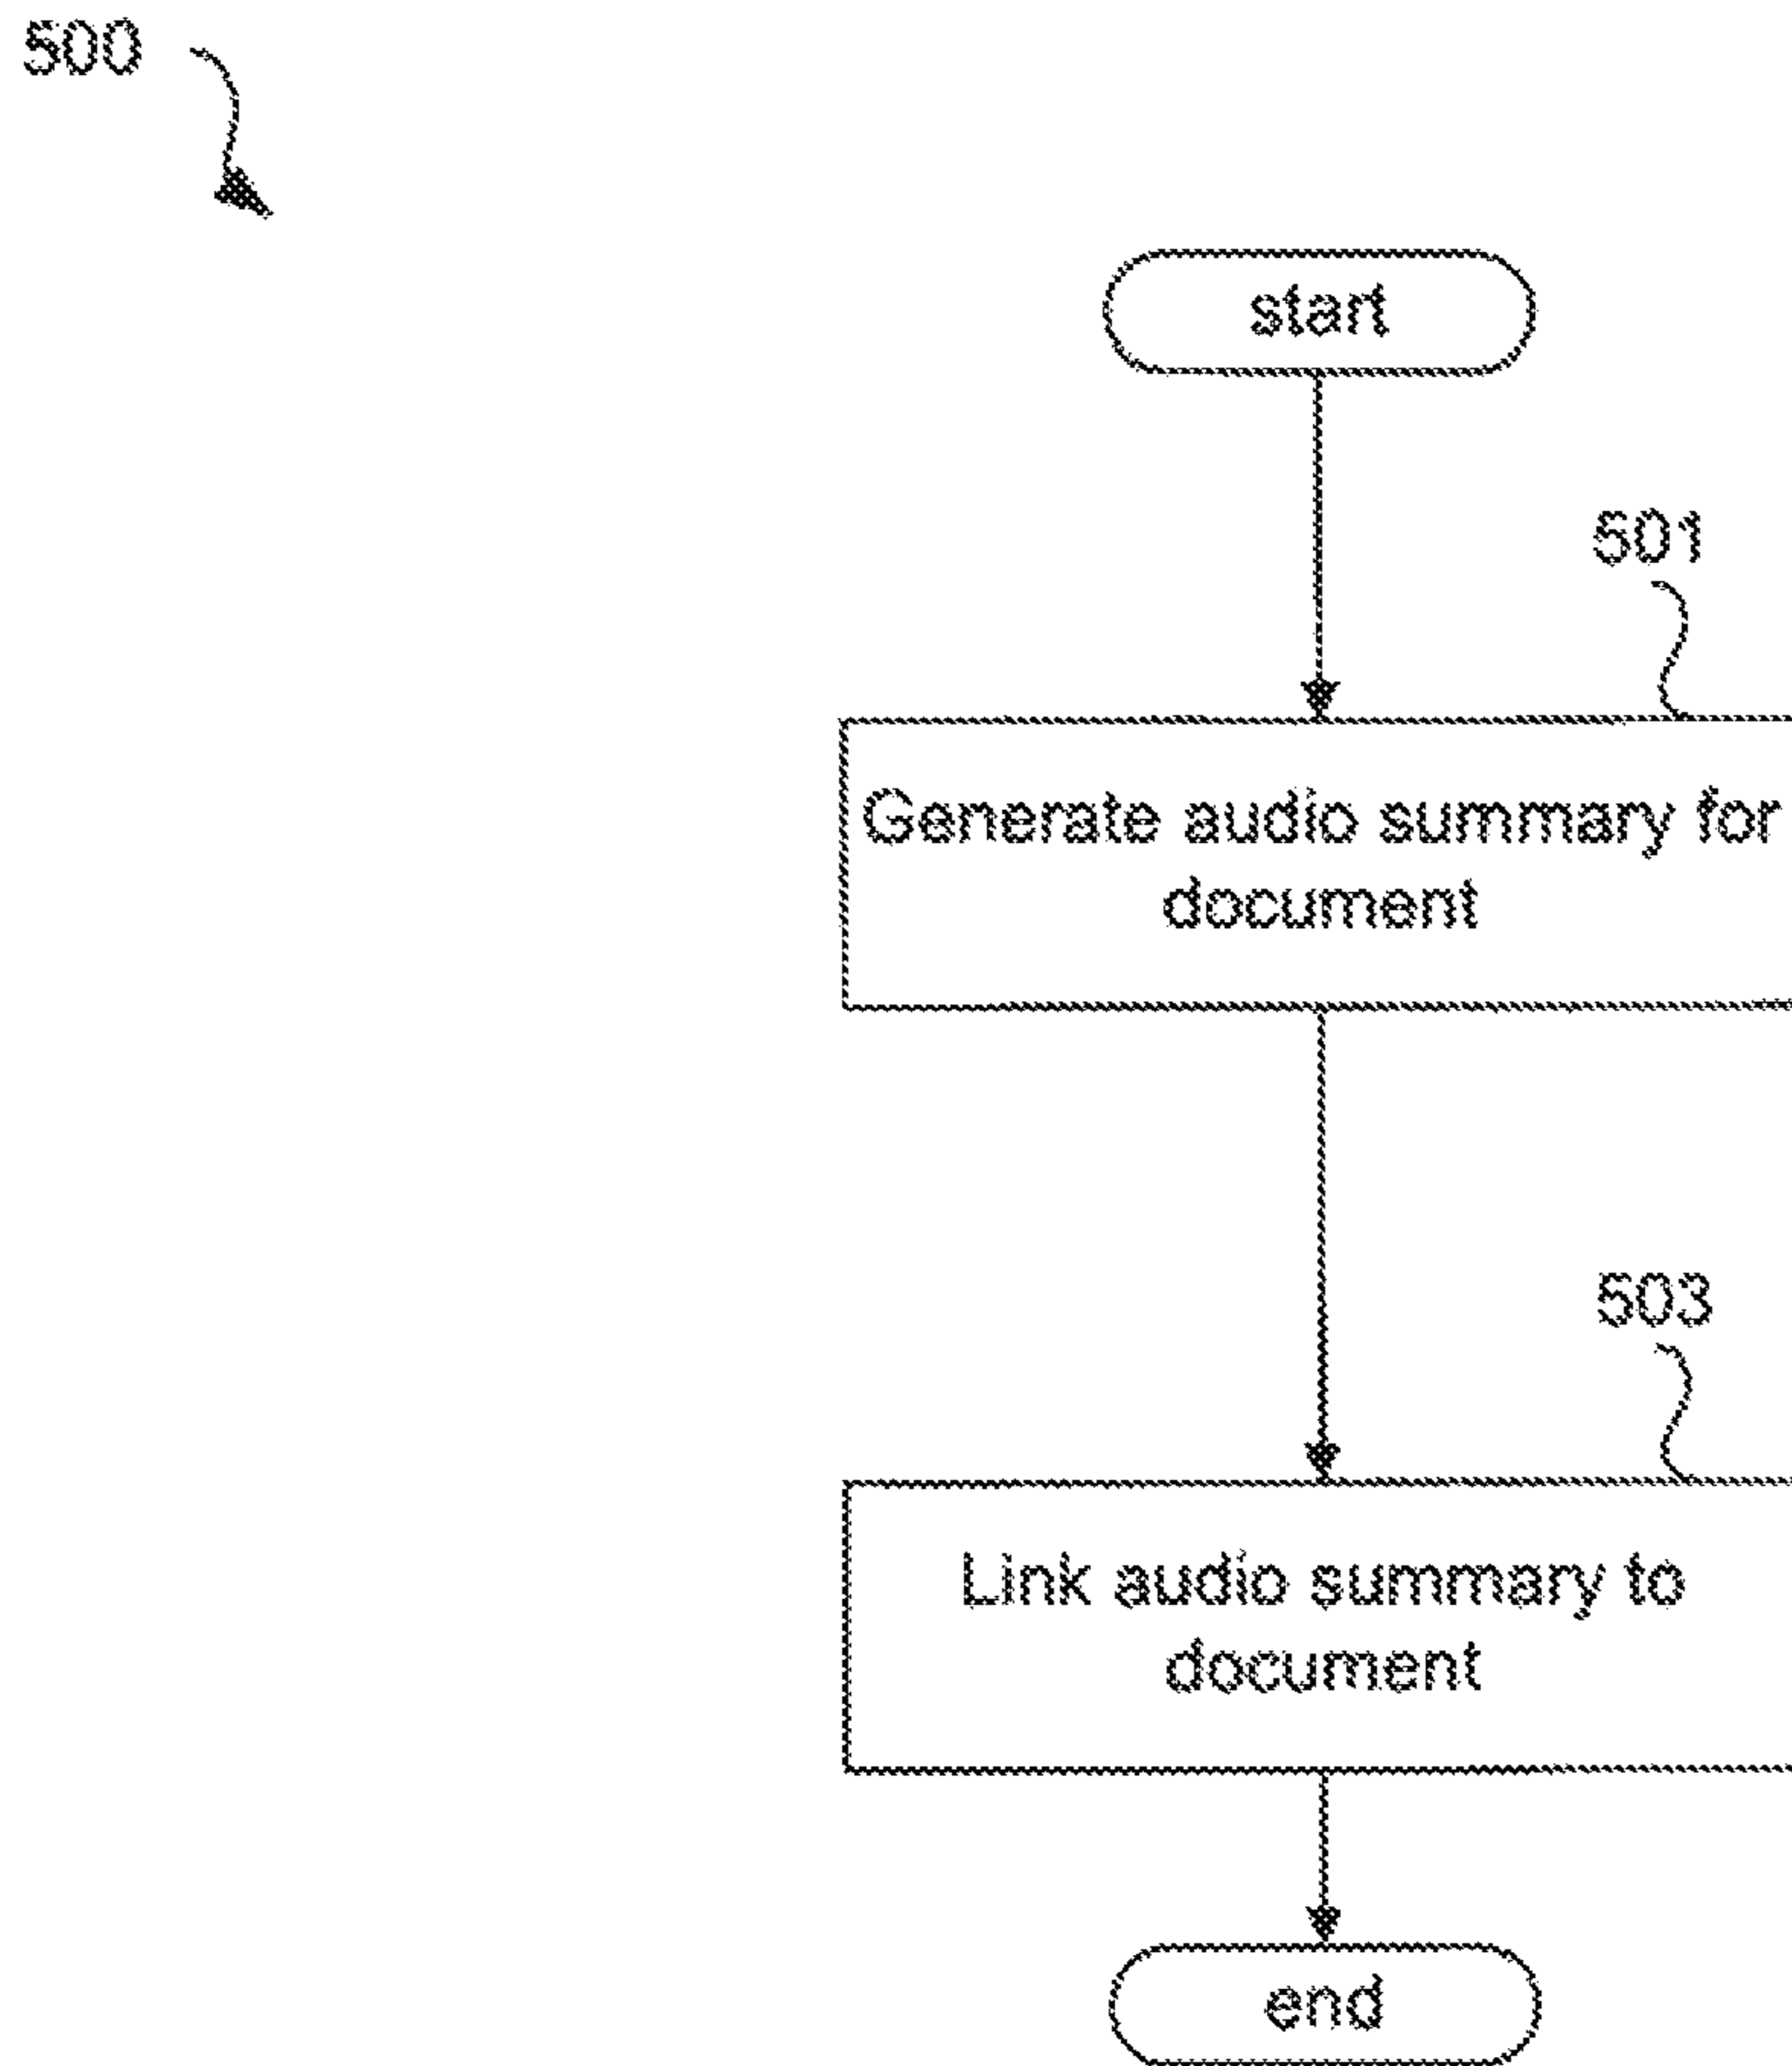 500
start
501
Generate audio summary for
document
503
Link audio summary to
document
end